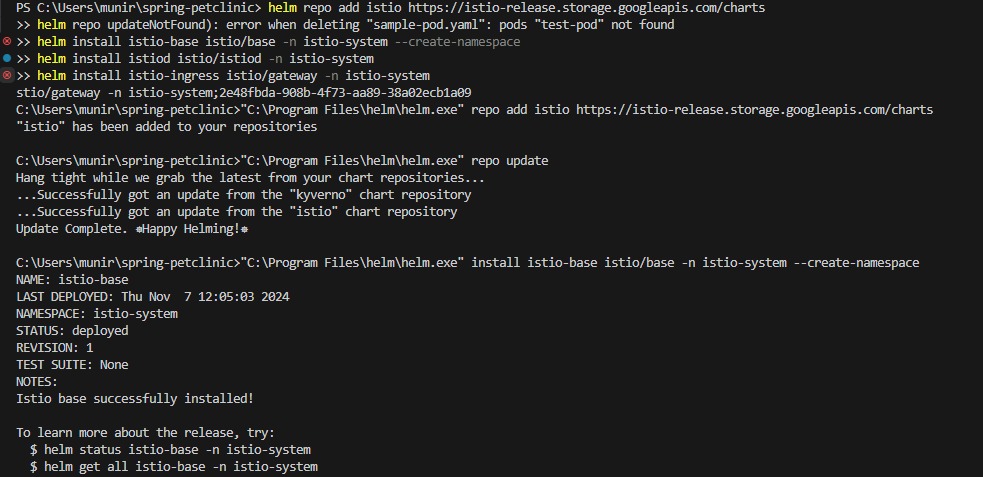 PS C:\Users\munir\spring-petclinic> helm repo add istio https://istio-release.storage.googleapis.com/charts
>> helm repo updateNotFound): error when deleting "sample-pod.yaml": pods "test-pod" not found
>> helm install istio-base istio/base -n istio-system --create-namespace
>> helm install istiod istio/istiod -n istio-system
>> helm install istio-ingress istio/gateway -n istio-system
stio/gateway -n istio-system;2e48fbda-908b-4f73-aa89-38a02ecb1a09
C:\Users\munir\spring-petclinic>"C:\Program Files\helm\helm.exe" repo add istio https://istio-release.storage.googleapis.com/charts
"istio" has been added to your repositories

C:\Users\munir\spring-petclinic>"C:\Program Files\helm\helm.exe" repo update
Hang tight while we grab the latest from your chart repositories...
...Successfully got an update from the "kyverno" chart repository
...Successfully got an update from the "istio" chart repository
Update Complete. ⎈Happy Helming!⎈

C:\Users\munir\spring-petclinic>"C:\Program Files\helm\helm.exe" install istio-base istio/base -n istio-system --create-namespace
NAME: istio-base
LAST DEPLOYED: Thu Nov  7 12:05:03 2024
NAMESPACE: istio-system
STATUS: deployed
REVISION: 1
TEST SUITE: None
NOTES:
Istio base successfully installed!

To learn more about the release, try:
  $ helm status istio-base -n istio-system
  $ helm get all istio-base -n istio-system